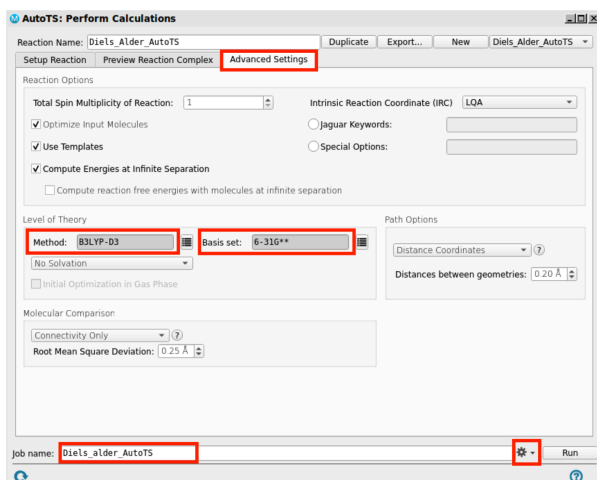 AutoTS: Perform Calculations
Reaction Name: Diels_Alder_AutoTS Duplicate Export... New Diels_Alder_AutoTS
Setup Reaction Preview Reaction Complex Advanced Settings
Reaction Options
Total Spin Multiplicity of Reaction: 1 Intrinsic Reaction Coordinate (IRC) LQA
Optimize Input Molecules Jaguar Keywords:
Use Templates Special Options:
Compute Energies at Infinite Separation
Compute reaction free energies with molecules at infinite separation
Level of Theory Path Options
Method: B3LYP-D3 Basis set: 6-31G** Distance Coordinates ?
No Solvation Distances between geometries: 0.20 Å
Initial Optimization in Gas Phase
Molecular Comparison
Connectivity Only ?
Root Mean Square Deviation: 0.25 Å
Job name: Diels_alder_AutoTS Run
?